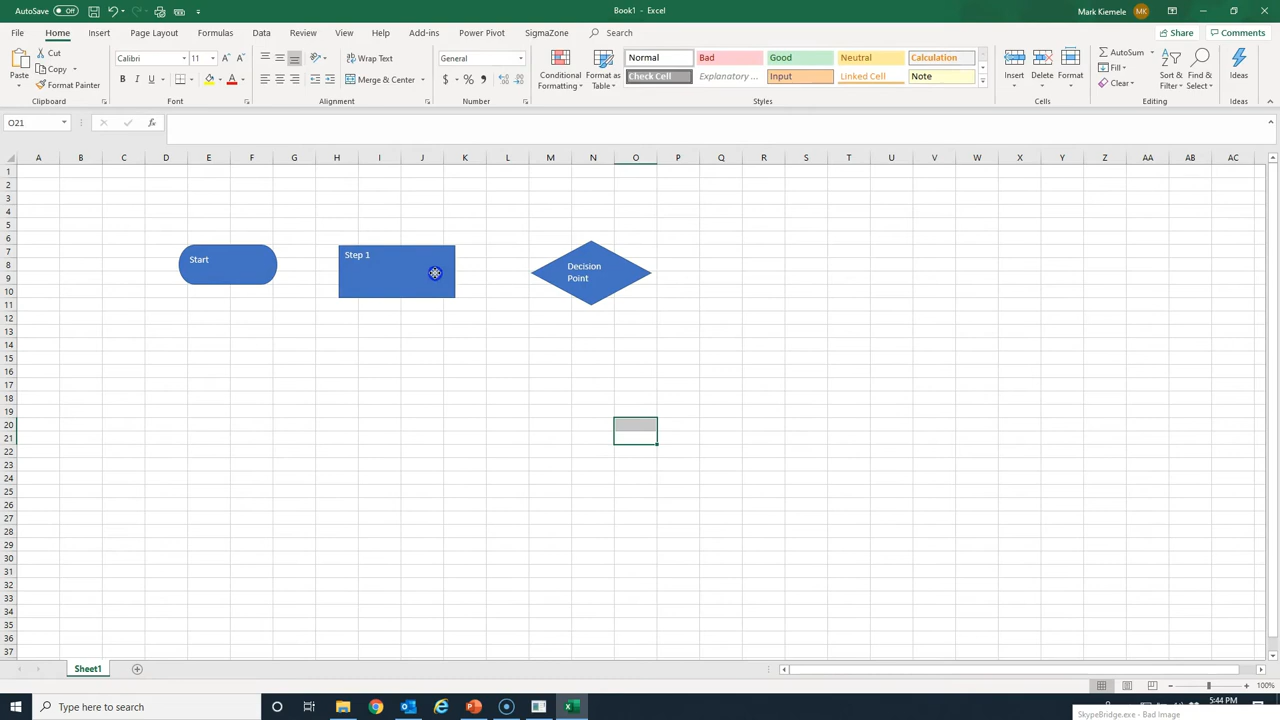 AutoSave Off
Book1 - Excel
Mark Kiemele MK
File Home Insert Page Layout Formulas Data Review View Help Add-ins Power Pivot SigmaZone Search
Share Comments
Paste
Cut
Copy
Format Painter
Clipboard
Calibri 11
B I U
Font
Wrap Text
Merge & Center
Alignment
General
$ % 9
Number
Conditional
Formatting
Format as
Table
Normal Bad Good Neutral Calculation
Check Cell Explanatory ... Input Linked Cell Note
Styles
Insert Delete Format
Cells
AutoSum
Fill
Clear
Sort &
Filter
Find &
Select
Editing
Ideas
Ideas
O21
fx
A B C D E F G H I J K L M N O P Q R S T U V W X Y Z AA AB AC
1
2
3
4
5
6
7
8
9
10
11
12
13
14
15
16
17
18
19
20
21
22
23
24
25
26
27
28
29
30
31
32
33
34
35
36
37
Start
Step 1
Decision
Point
Sheet1
100%
Type here to search
5:44 PM
SkypeBridge.exe - Bad Image